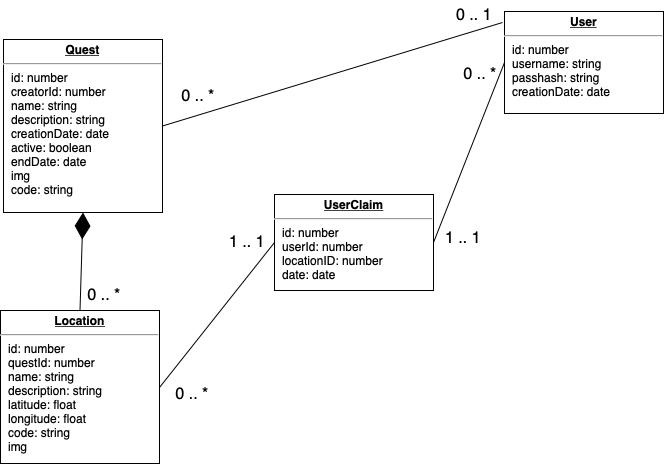 Quest
id: number
creatorId: number
name: string
description: string
creationDate: date
active: boolean
endDate: date
img
code: string
0 .. *
0 .. 1
User
id: number
username: string
passhash: string
creationDate: date
0 .. *
UserClaim
id: number
userId: number
locationID: number
date: date
1 .. 1
1 .. 1
0 .. *
Location
id: number
questId: number
name: string
description: string
latitude: float
longitude: float
code: string
img
0 .. *